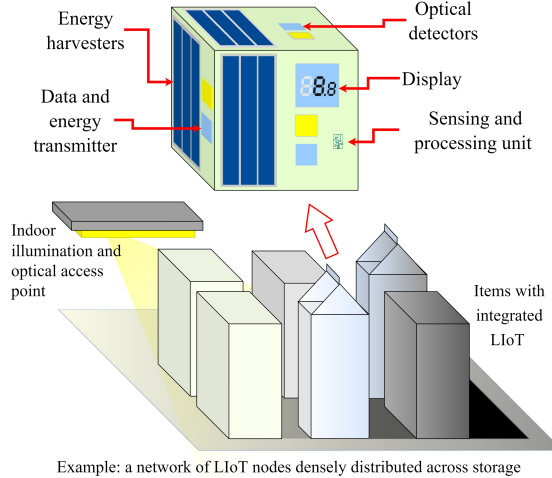 Energy
harvesters
Optical
detectors
8.8
Display
Data and
energy
transmitter
Sensing and
processing unit
Indoor
illumination and
optical access
point
Items with
integrated
LIoT
Example: a network of LIoT nodes densely distributed across storage